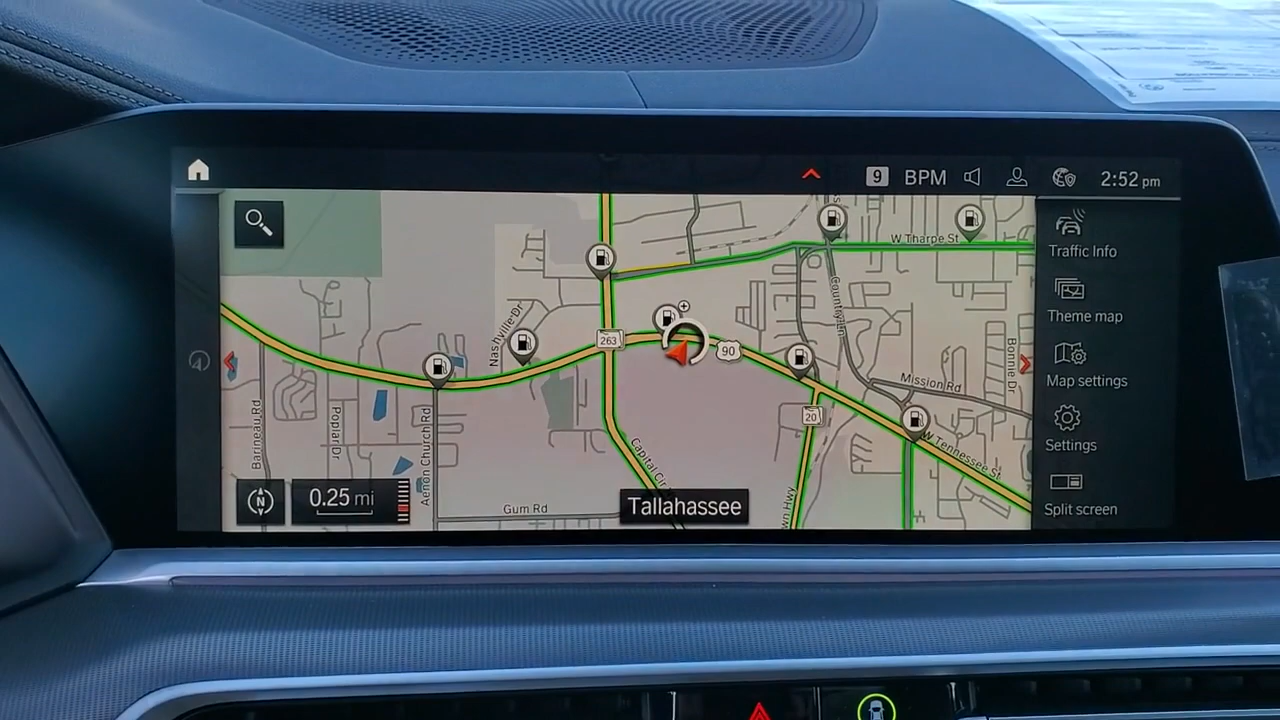 9 BPM 2:52 pm
Traffic Info
Theme map
Map settings
Settings
Split screen
W Tharpe St
Nashville Dr
263
90
20
Mission Rd
Bonnie Dr
W Tennessee St
Barineau Rd
Poplar Dr
Aenon Church Rd
Capital Cir
Gum Rd
wn Hwy
N
0.25 mi
Tallahassee